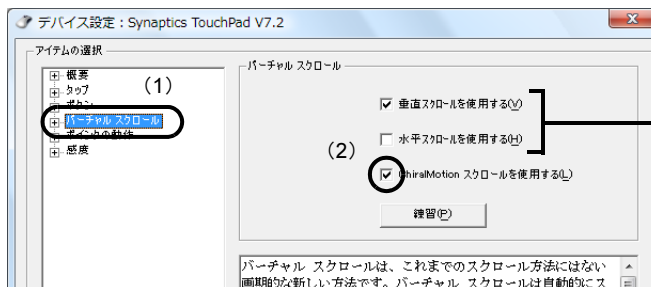 デバイス設定：Synaptics TouchPad V7.2
アイテムの選択
概要
タップ
(1)
ボタン
バーチャル スクロール
ポインタの動作
感度
バーチャル スクロール
垂直スクロールを使用する(V)
水平スクロールを使用する(H)
(2)
ChiralMotion スクロールを使用する(L)
練習(P)
バーチャル スクロールは、これまでのスクロール方法にはない
画期的な新しい方法です。バーチャル スクロールは自動的にス